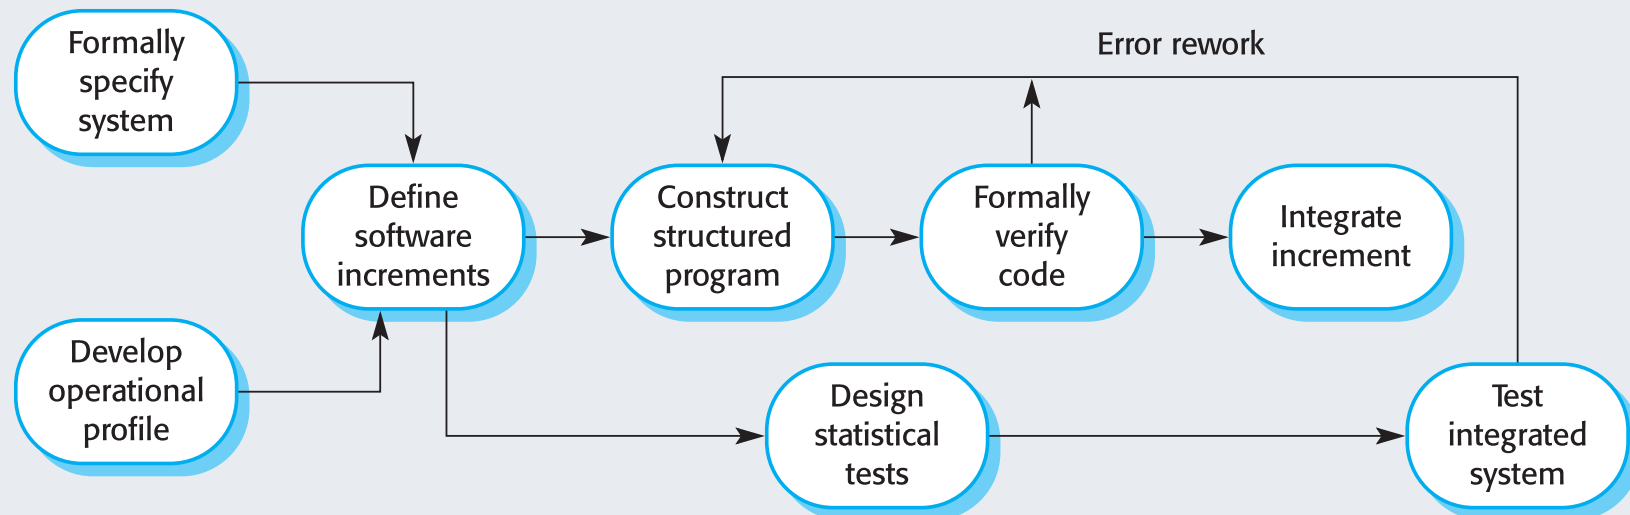 Formally
specify
system
Error rework
Define
software
increments
Construct
structured
program
Formally
verify
code
Integrate
increment
Develop
operational
profile
Design
statistical
tests
Test
integrated
system